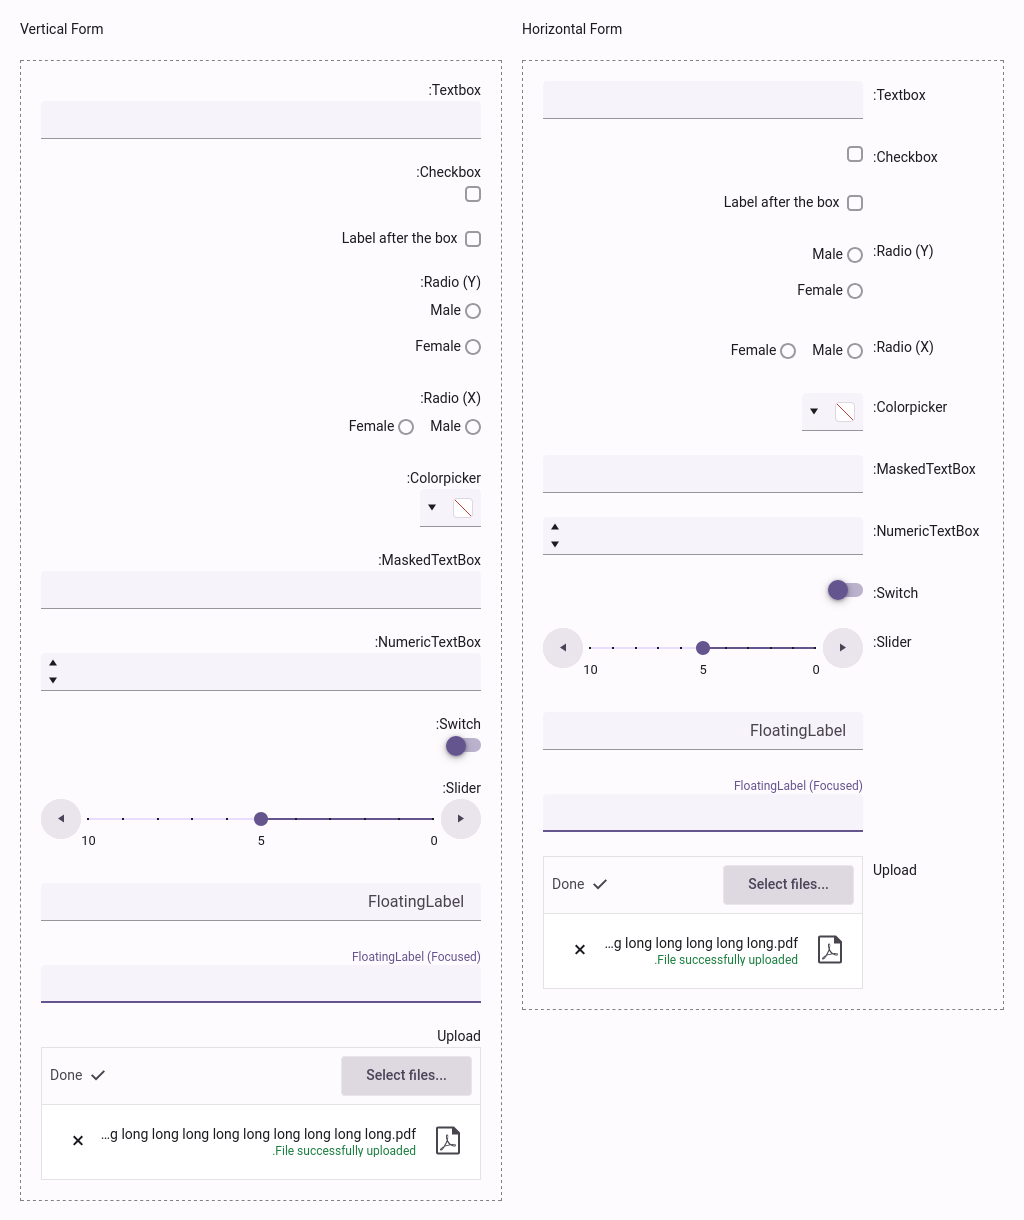 Vertical Form
:Textbox
:Checkbox
Label after the box
:Radio (Y)
Male
Female
:Radio (X)
Female Male
:Colorpicker
:MaskedTextBox
:NumericTextBox
:Switch
:Slider
10 5 0
FloatingLabel
FloatingLabel (Focused)
Upload
Done Select files...
...g long long long long long long long long long.pdf
.File successfully uploaded
Horizontal Form
:Textbox
:Checkbox
Label after the box
Male :Radio (Y)
Female
Female Male :Radio (X)
:Colorpicker
:MaskedTextBox
:NumericTextBox
:Switch
:Slider
10 5 0
FloatingLabel
FloatingLabel (Focused)
Upload
Done Select files...
...g long long long long long.pdf
.File successfully uploaded